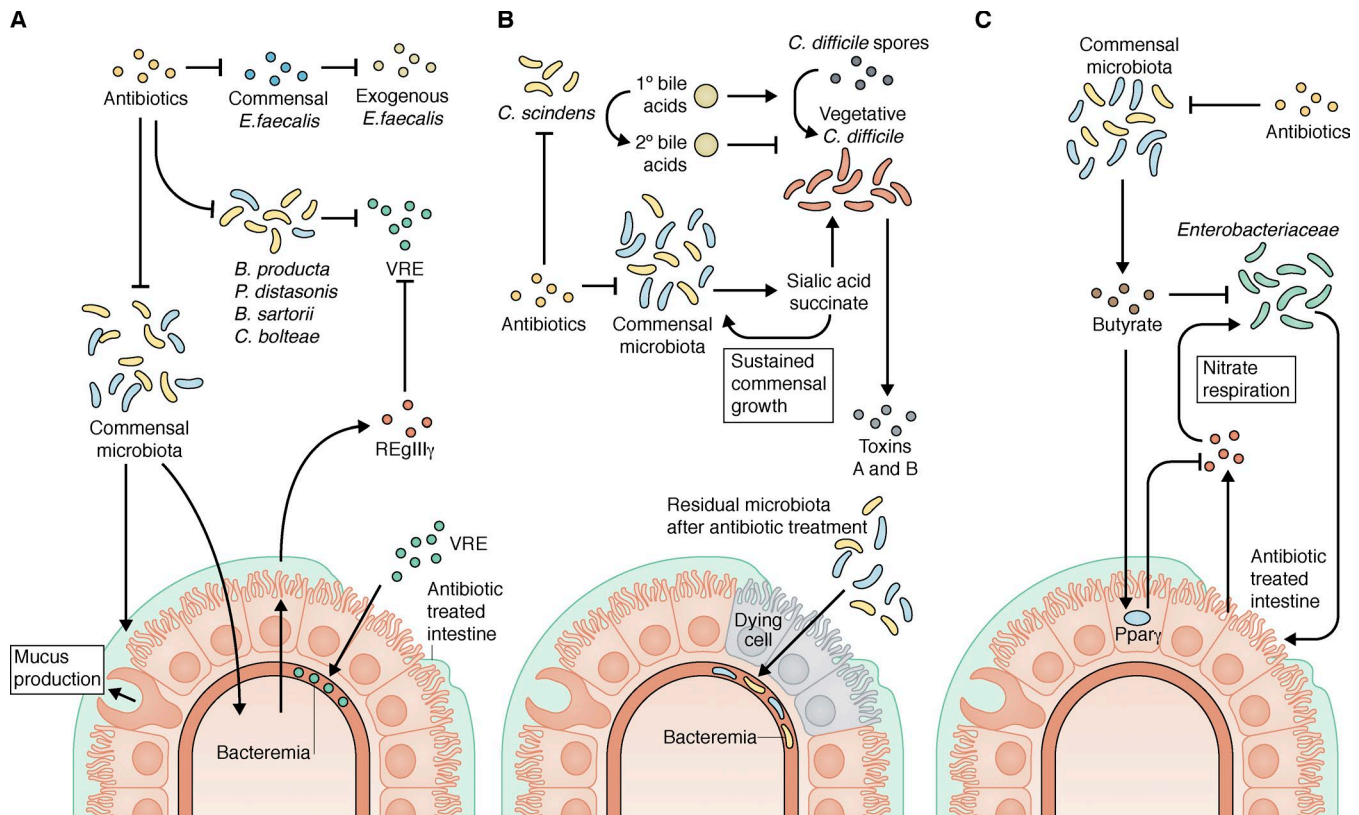 A
Antibiotics
Commensal
E.faecalis
Exogenous
E.faecalis
B. producta
P. distasonis
B. sartorii
C. bolteae
VRE
Commensal
microbiota
REgIIIγ
VRE
Antibiotic
treated
intestine
Mucus
production
Bacteremia
B
C. scindens
1º bile
acids
2º bile
acids
C. difficile spores
Vegetative
C. difficile
Antibiotics
Commensal
microbiota
Sialic acid
succinate
Sustained
commensal
growth
Toxins
A and B
Residual microbiota
after antibiotic treatment
Dying
cell
Bacteremia
C
Commensal
microbiota
Antibiotics
Enterobacteriaceae
Butyrate
Nitrate
respiration
Antibiotic
treated
intestine
Pparγ